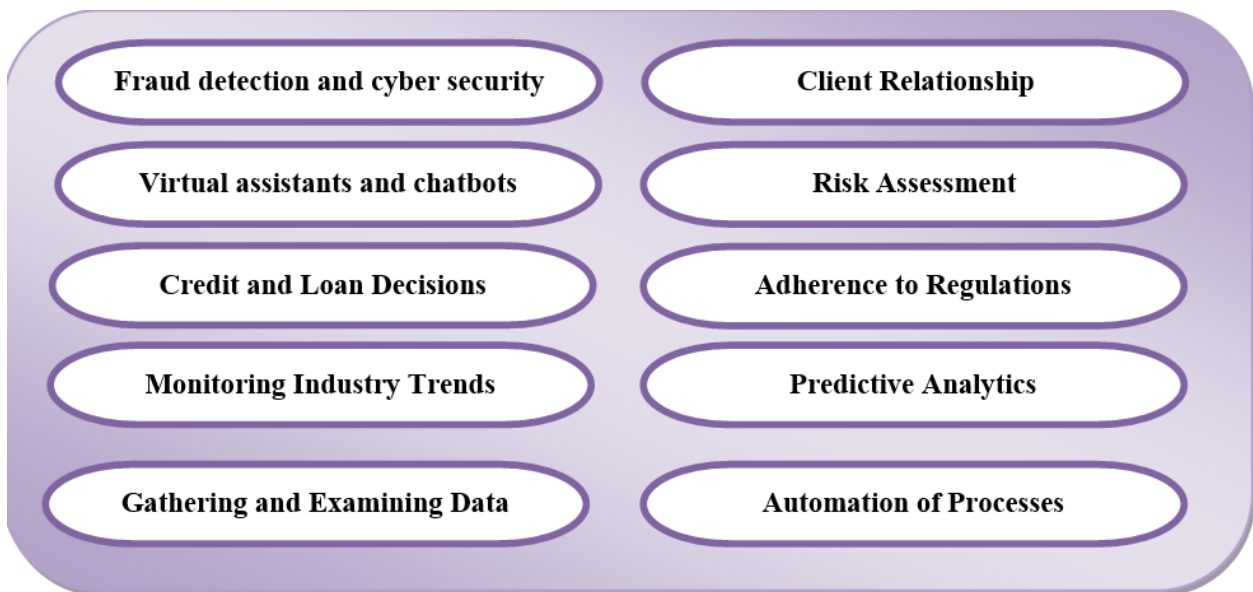 Fraud detection and cyber security
Client Relationship
Virtual assistants and chatbots
Risk Assessment
Credit and Loan Decisions
Adherence to Regulations
Monitoring Industry Trends
Predictive Analytics
Gathering and Examining Data
Automation of Processes